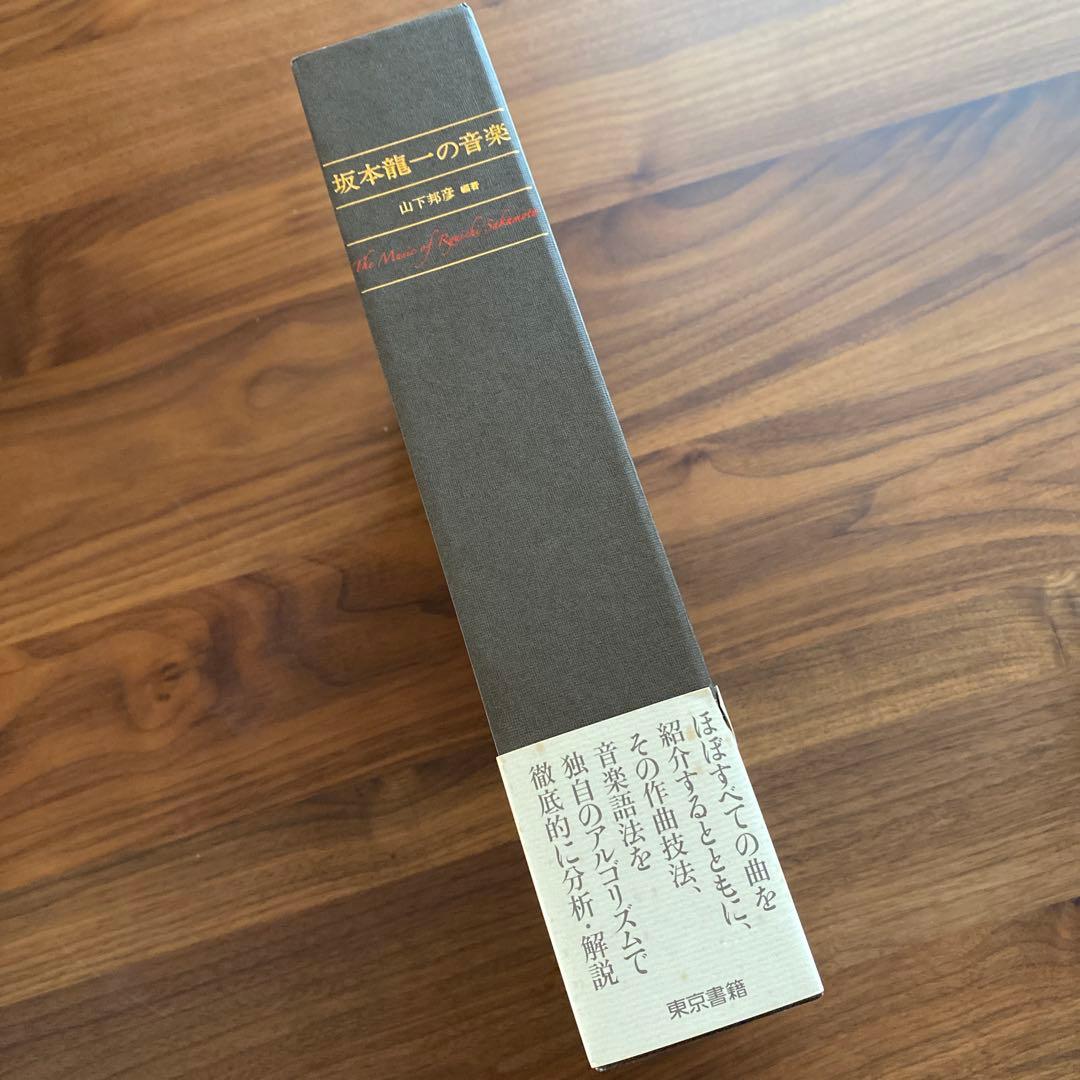 坂本龍一の音楽
山下邦彦 編著
The Music of Ryuichi Sakamoto
ほぼすべての曲を
紹介するとともに、
その作曲技法、
音楽語法を
独自のアルゴリズムで
徹底的に分析・解説
東京書籍